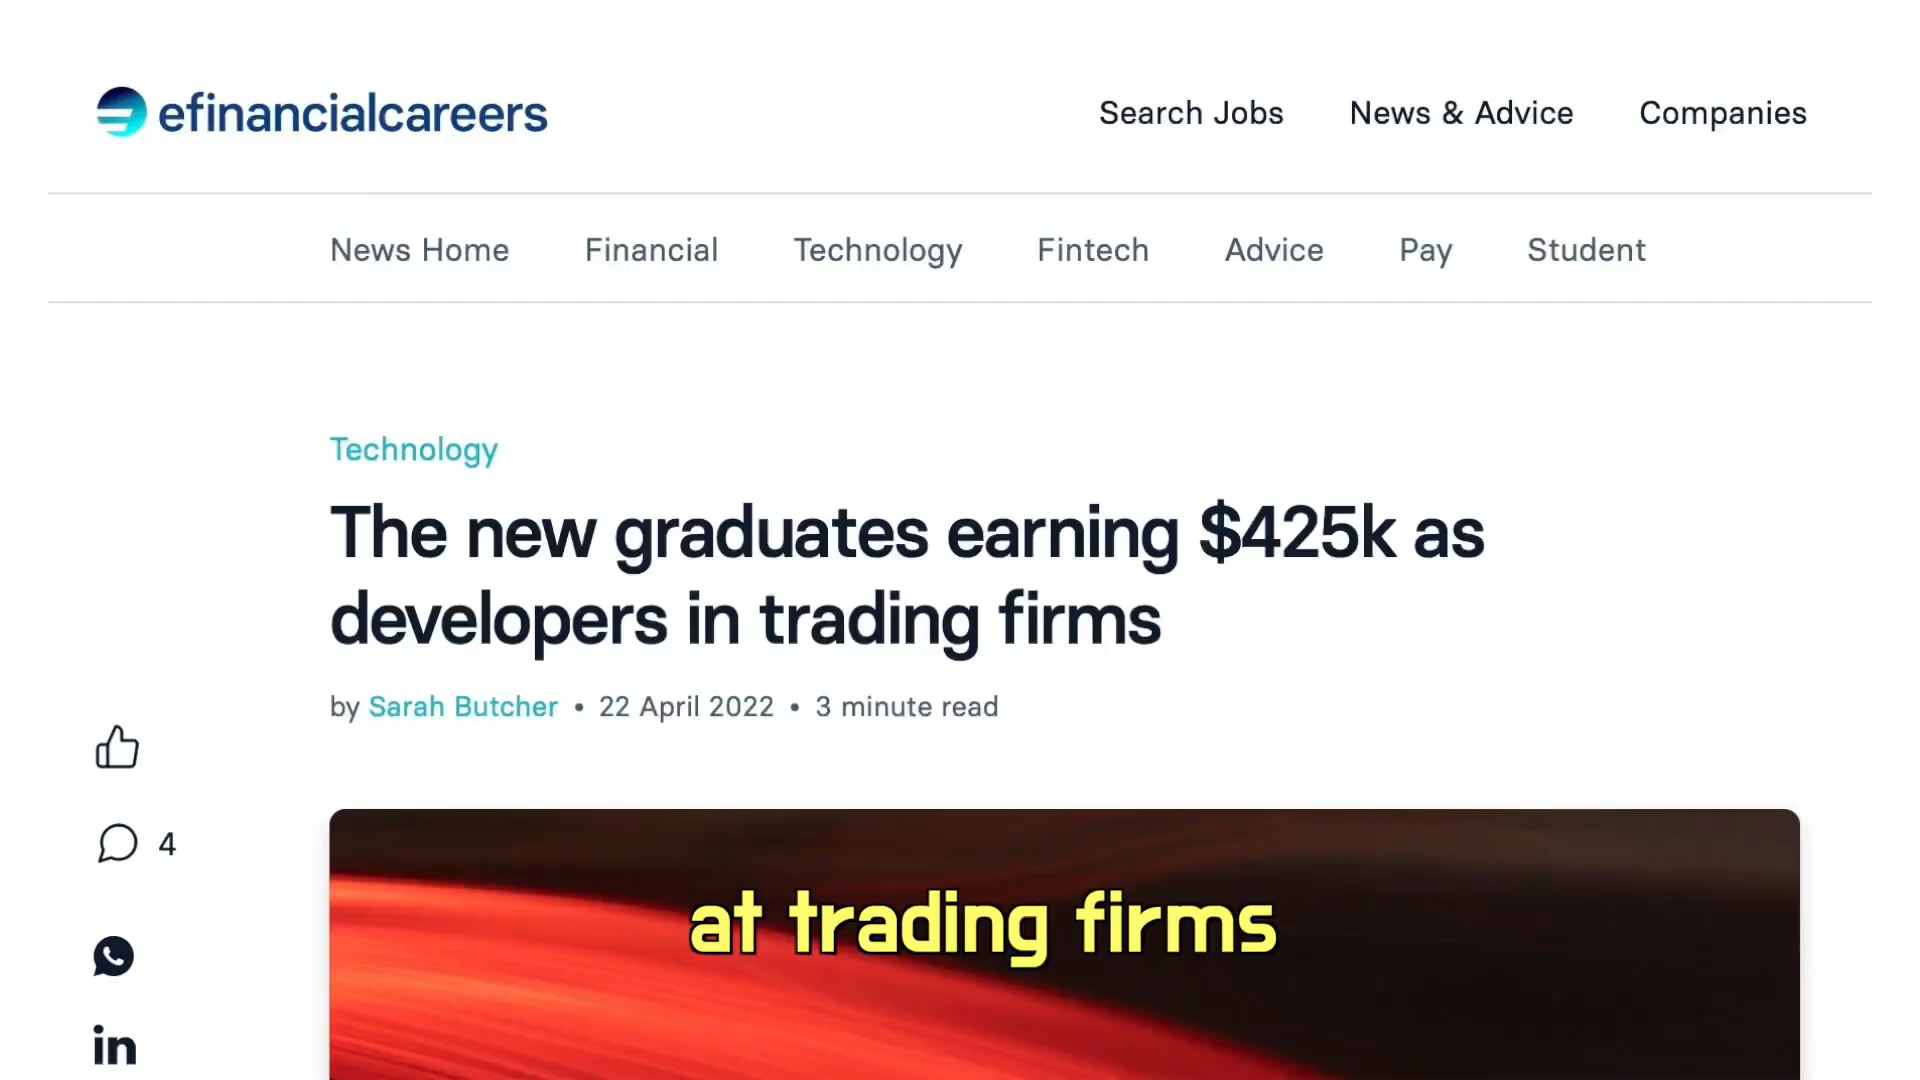 efinancialcareers
Search Jobs News & Advice Companies
News Home Financial Technology Fintech Advice Pay Student
Technology
The new graduates earning $425k as
developers in trading firms
by Sarah Butcher • 22 April 2022 • 3 minute read
4
at trading firms
in